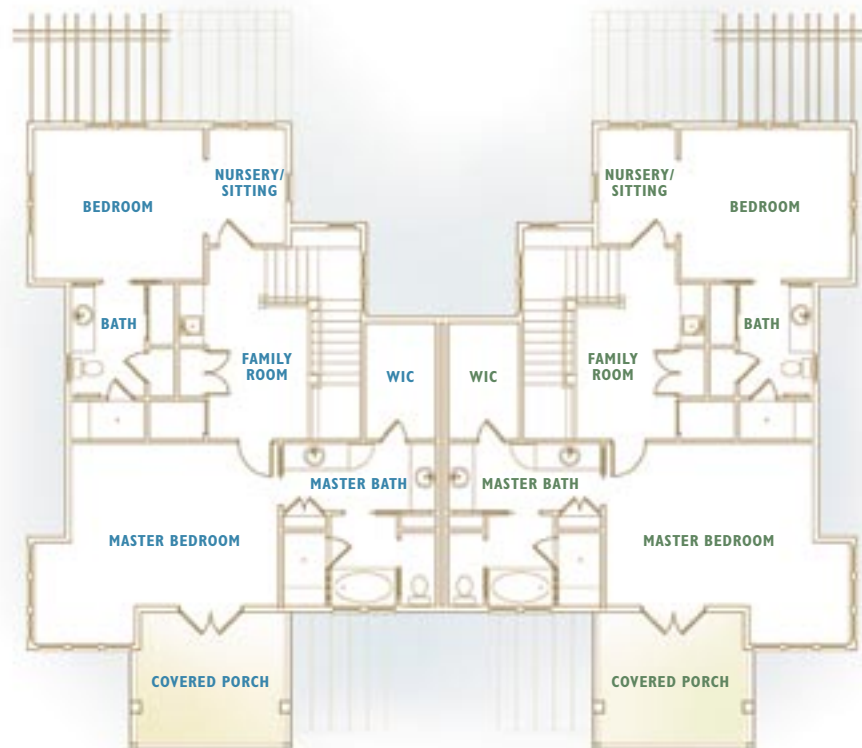 NURSERY/
SITTING
BEDROOM
BATH
FAMILY
ROOM
WIC
MASTER BATH
MASTER BEDROOM
COVERED PORCH
NURSERY/
SITTING
BEDROOM
BATH
FAMILY
ROOM
WIC
MASTER BATH
MASTER BEDROOM
COVERED PORCH